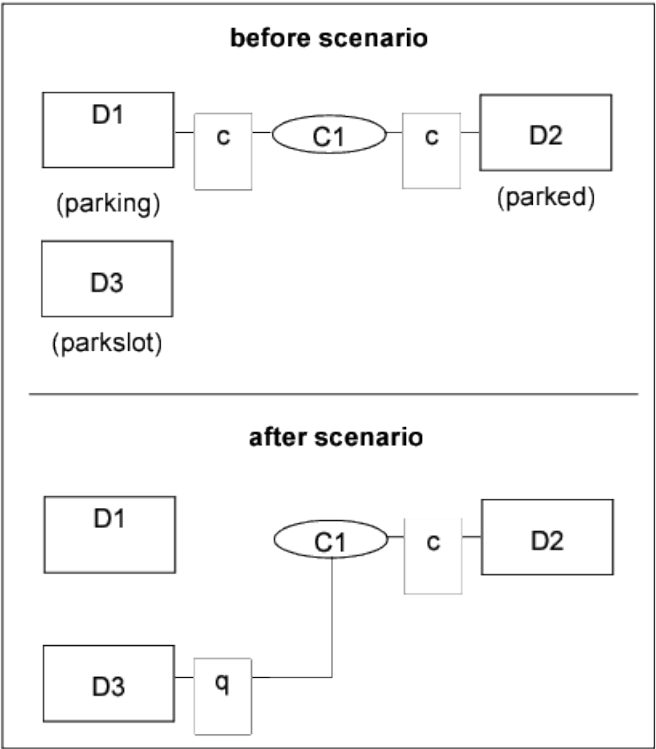 before scenario
D1 c C1 c D2
(parking) (parked)
D3
(parkslot)
after scenario
D1 C1 c D2
D3 q